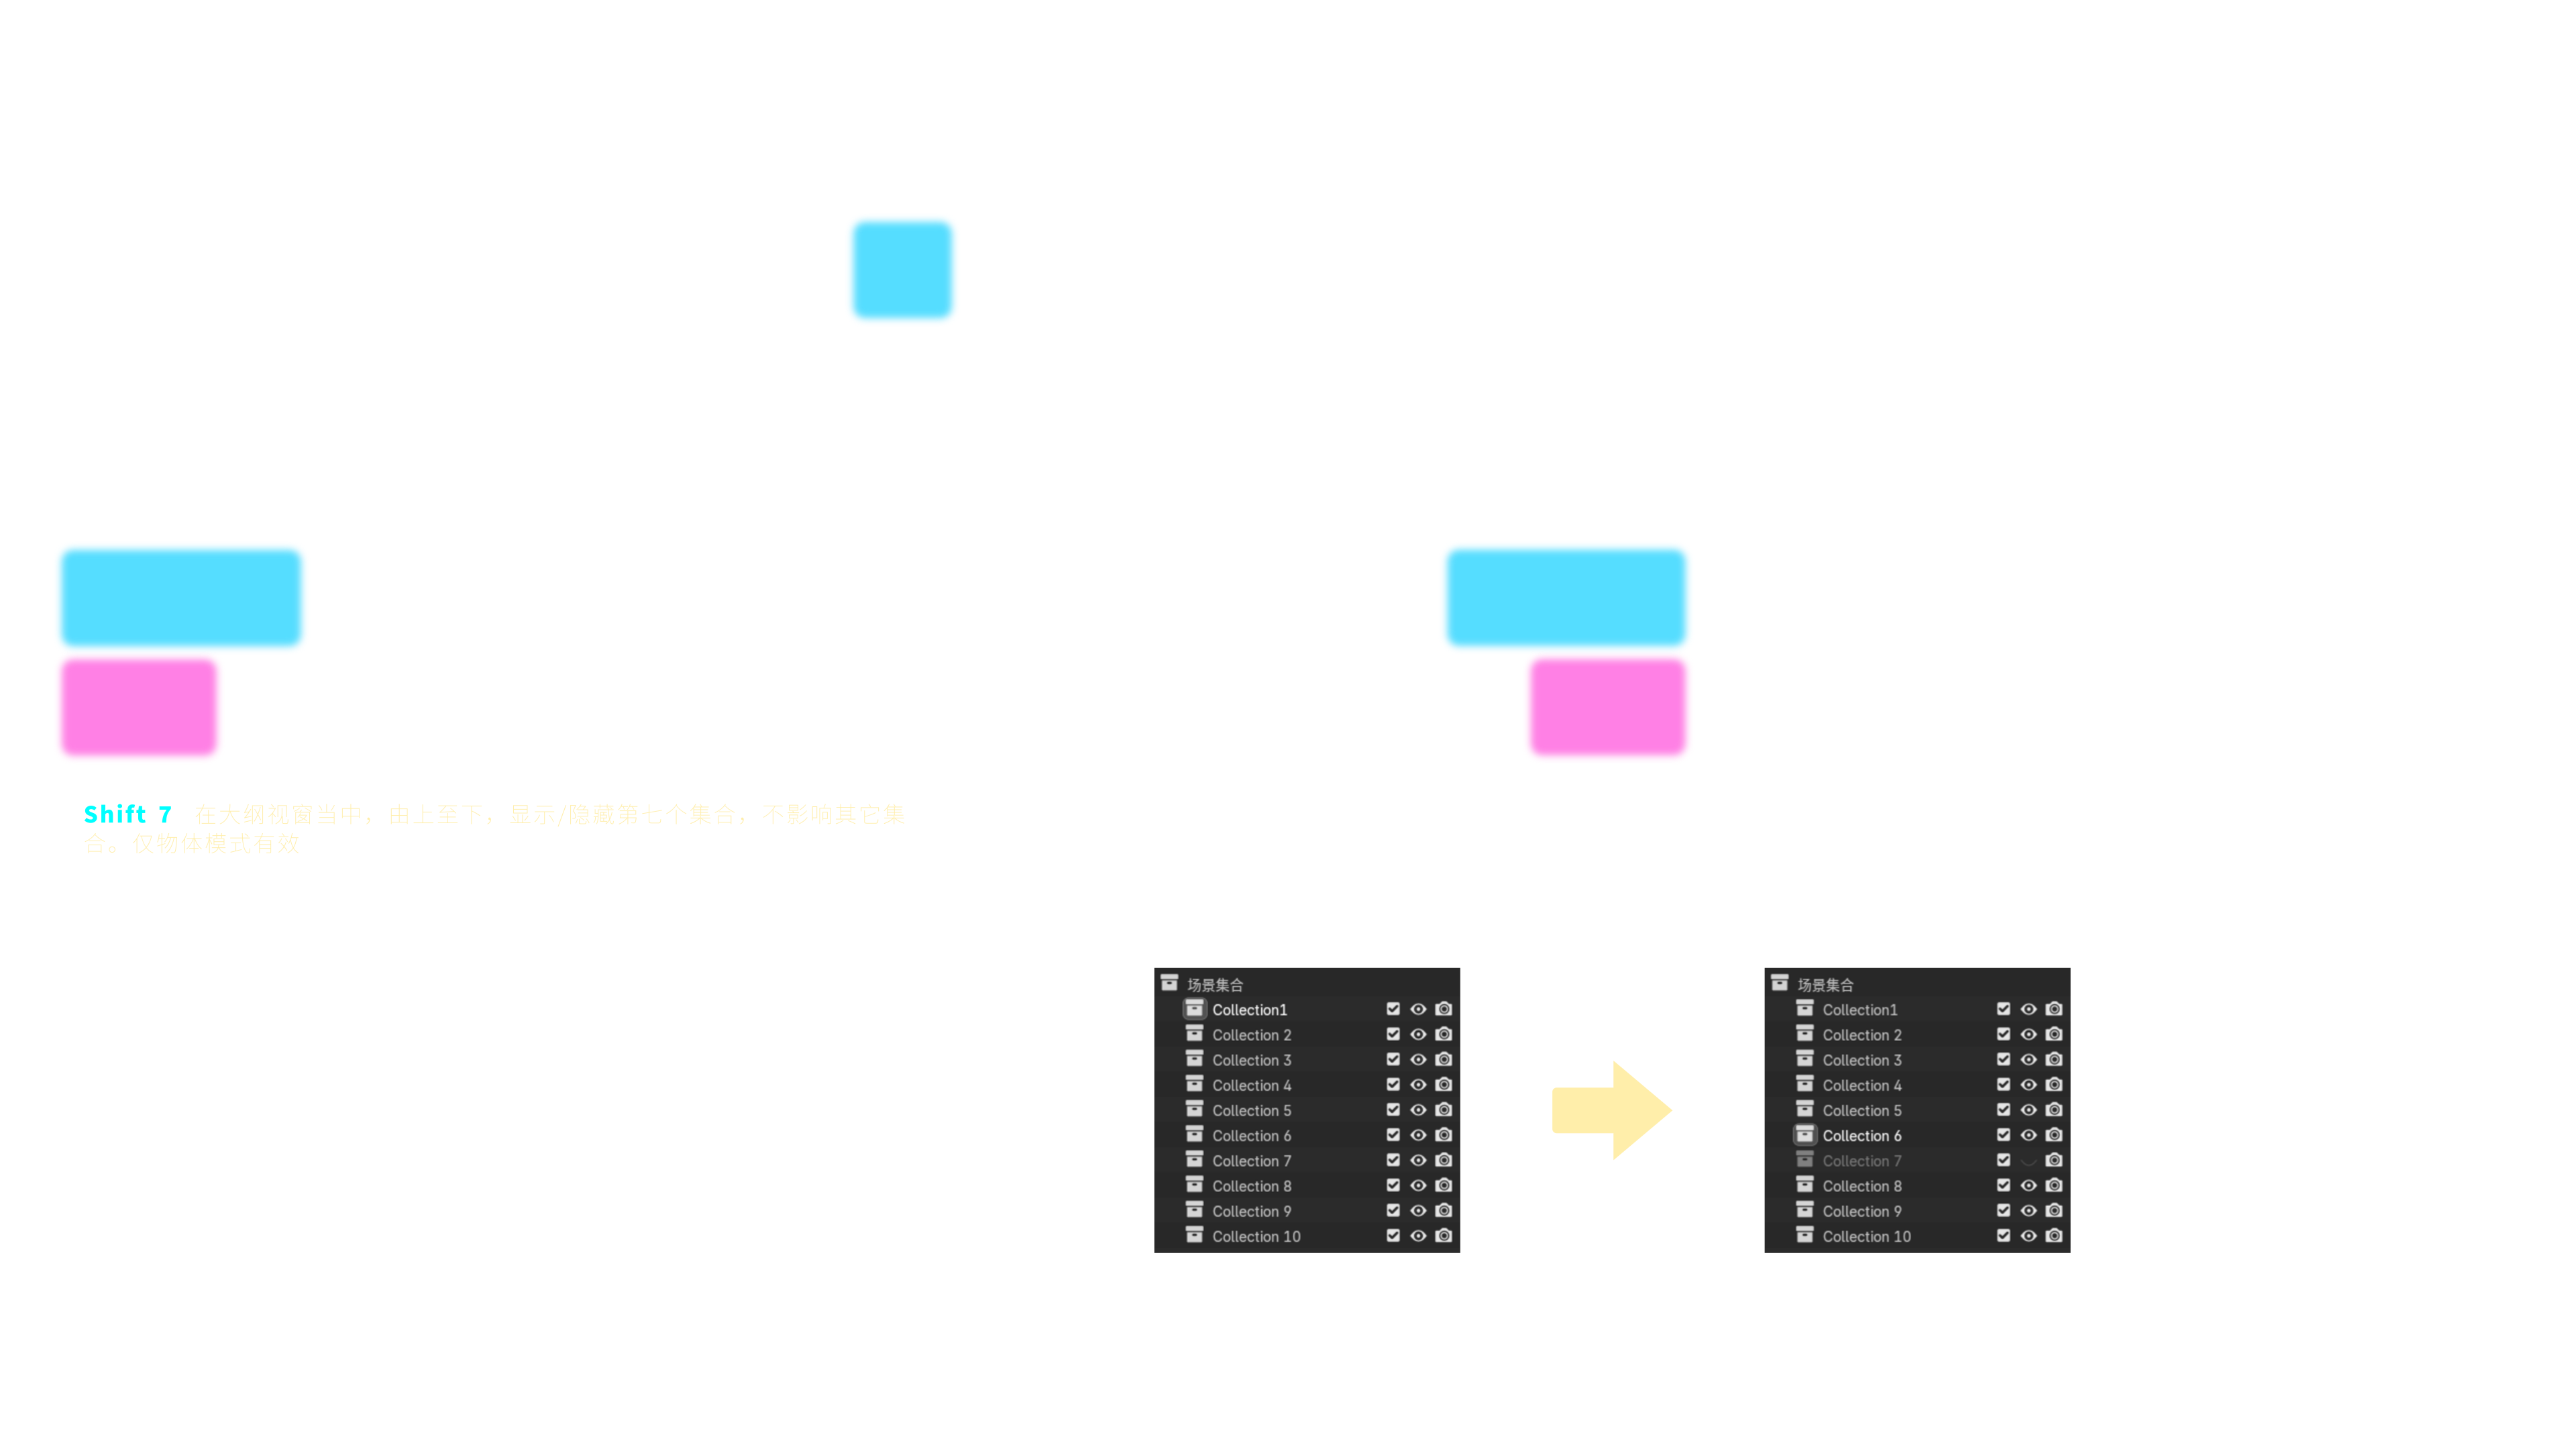 Shift 7 在大纲视窗当中，由上至下，显示/隐藏第七个集合，不影响其它集
合。仅物体模式有效
场景集合
Collection1
Collection 2
Collection 3
Collection 4
Collection 5
Collection 6
Collection 7
Collection 8
Collection 9
Collection 10
场景集合
Collection1
Collection 2
Collection 3
Collection 4
Collection 5
Collection 6
Collection 7
Collection 8
Collection 9
Collection 10